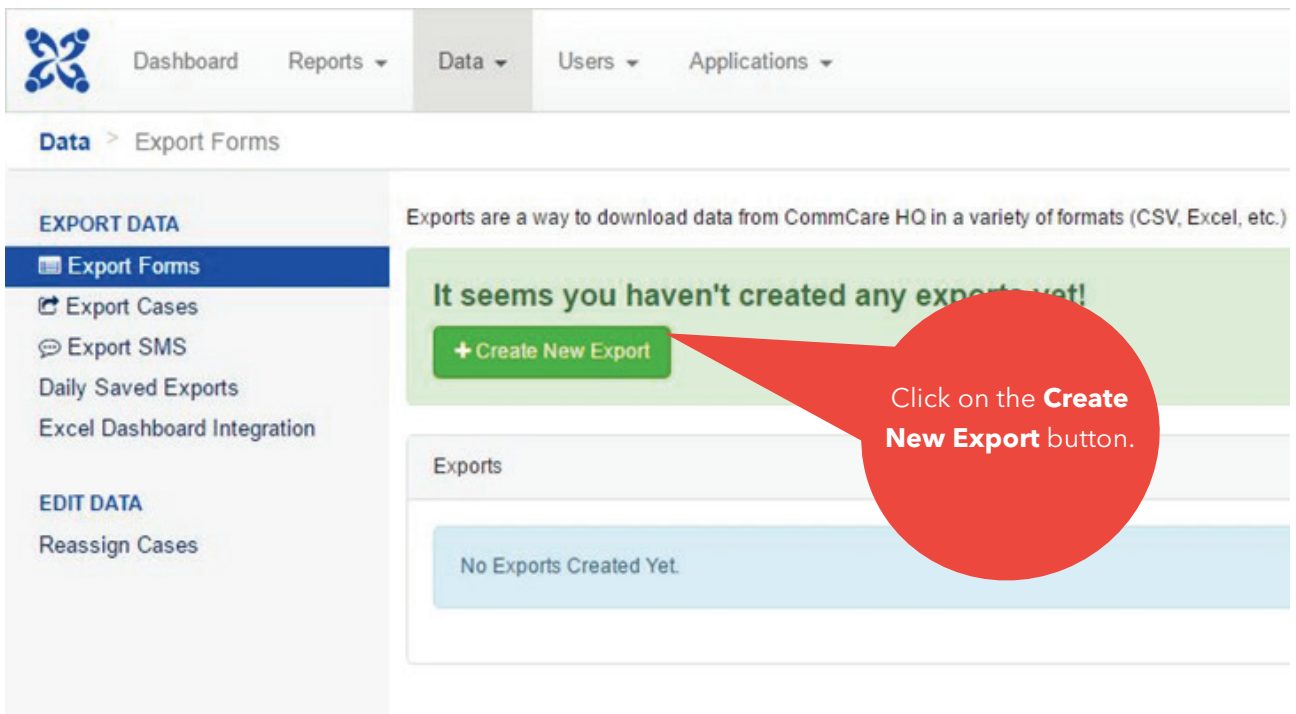 Dashboard Reports Data Users Applications
Data > Export Forms
EXPORT DATA
Export Forms
Export Cases
Export SMS
Daily Saved Exports
Excel Dashboard Integration
EDIT DATA
Reassign Cases
Exports are a way to download data from CommCare HQ in a variety of formats (CSV, Excel, etc.)
It seems you haven't created any exports yet!
+ Create New Export
Click on the Create
New Export button.
Exports
No Exports Created Yet.